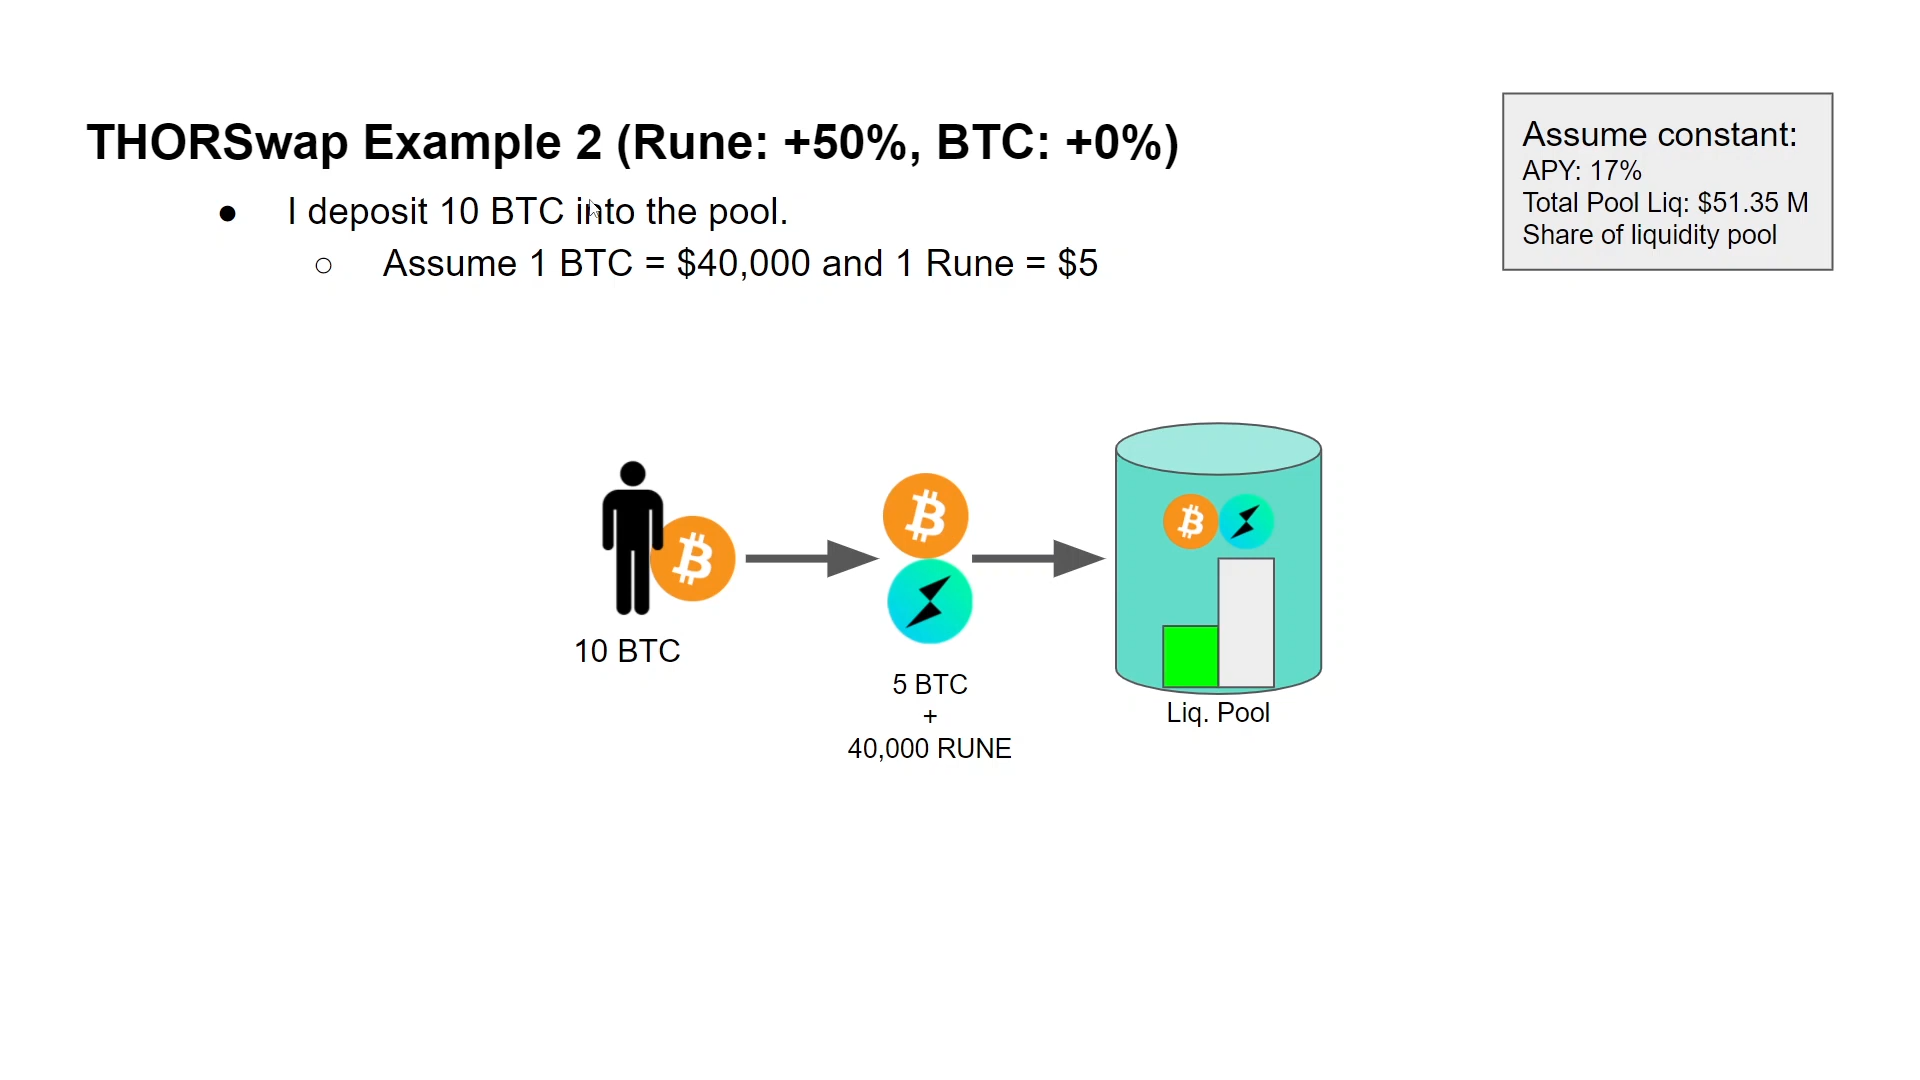 THORSwap Example 2 (Rune: +50%, BTC: +0%)
● I deposit 10 BTC into the pool.
○ Assume 1 BTC = $40,000 and 1 Rune = $5
Assume constant:
APY: 17%
Total Pool Liq: $51.35 M
Share of liquidity pool
10 BTC
5 BTC
+
40,000 RUNE
Liq. Pool